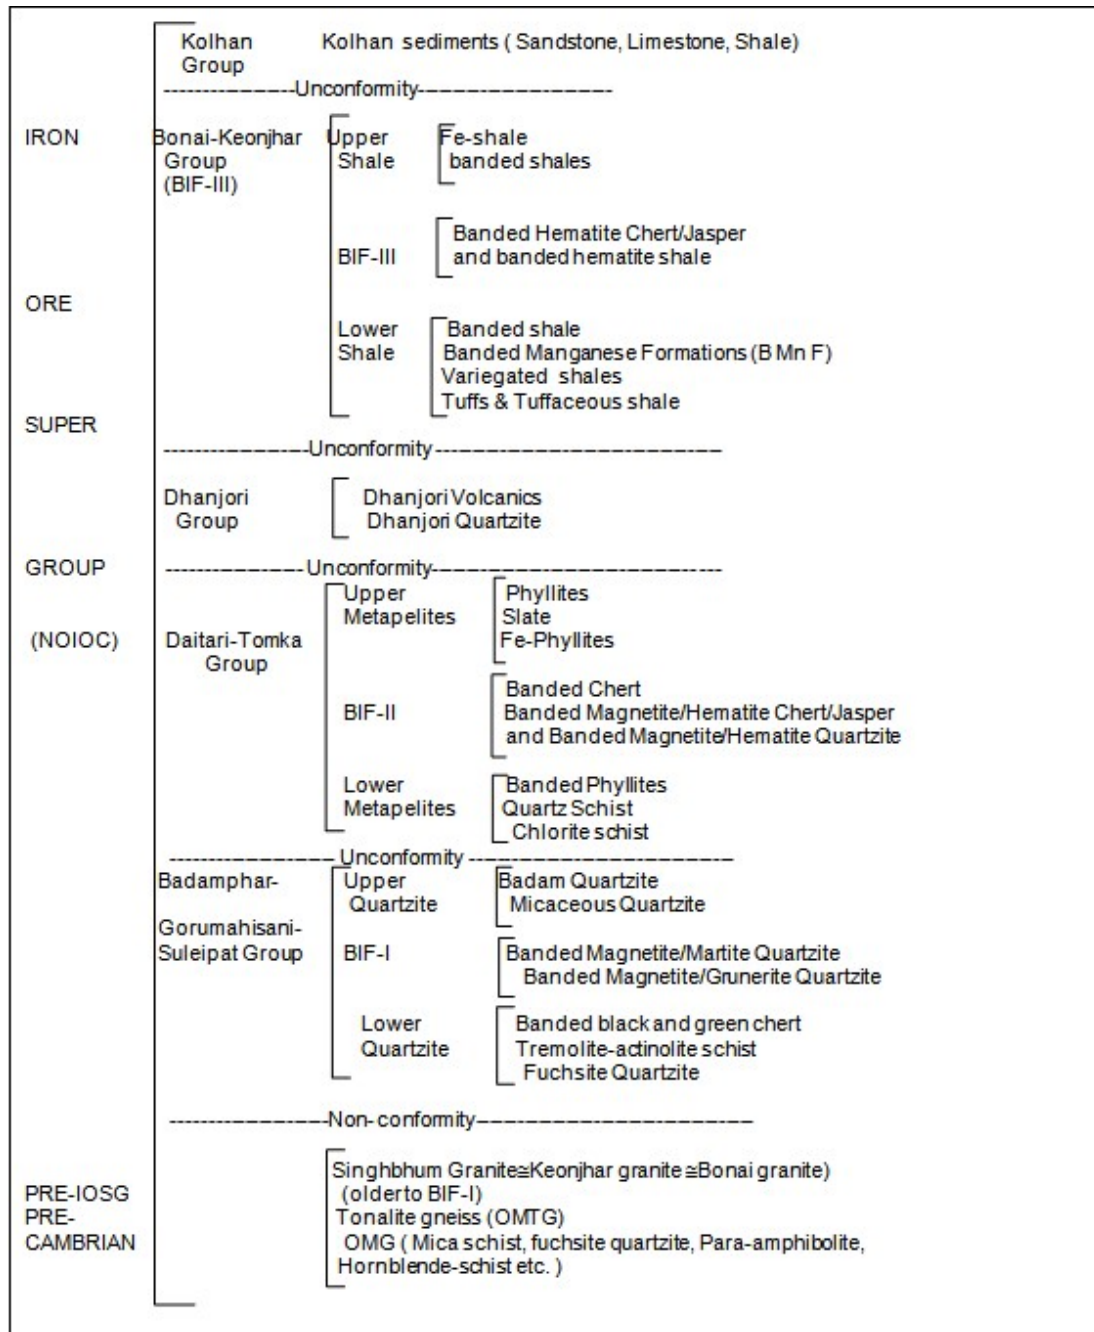 Kolhan Kolhan sediments ( Sandstone, Limestone, Shale)
Group
--------------------Unconformity------------------------------
IRON Bonai-Keonjhar Upper Fe-shale
Group Shale banded shales
(BIF-III)
Banded Hematite Chert/Jasper
BIF-III and banded hematite shale
ORE
Lower Banded shale
Shale Banded Manganese Formations (B Mn F)
Variegated shales
Tuffs & Tuffaceous shale
SUPER
----------------------Unconformity--------------------------------------------
Dhanjori Dhanjori Volcanics
Group Dhanjori Quartzite
GROUP ---------------------Unconformity---------------------------------------------
Upper Phyllites
Metapelites Slate
(NOIOC) Daitari-Tomka Fe-Phyllites
Group
Banded Chert
BIF-II Banded Magnetite/Hematite Chert/Jasper
and Banded Magnetite/Hematite Quartzite
Lower Banded Phyllites
Metapelites Quartz Schist
Chlorite schist
------------------------- Unconformity -----------------------------------------
Badamphar- Upper Badam Quartzite
Quartzite Micaceous Quartzite
Gorumahisani-
Suleipat Group BIF-I Banded Magnetite/Martite Quartzite
Banded Magnetite/Grunerite Quartzite
Lower Banded black and green chert
Quartzite Tremolite-actinolite schist
Fuchsite Quartzite
------------------------Non-conformity-------------------------------------------
Singhbhum Granite≅Keonjhar granite ≅Bonai granite)
PRE-IOSG (older to BIF-I)
PRE- Tonalite gneiss (OMTG)
CAMBRIAN OMG ( Mica schist, fuchsite quartzite, Para-amphibolite,
Hornblende-schist etc. )